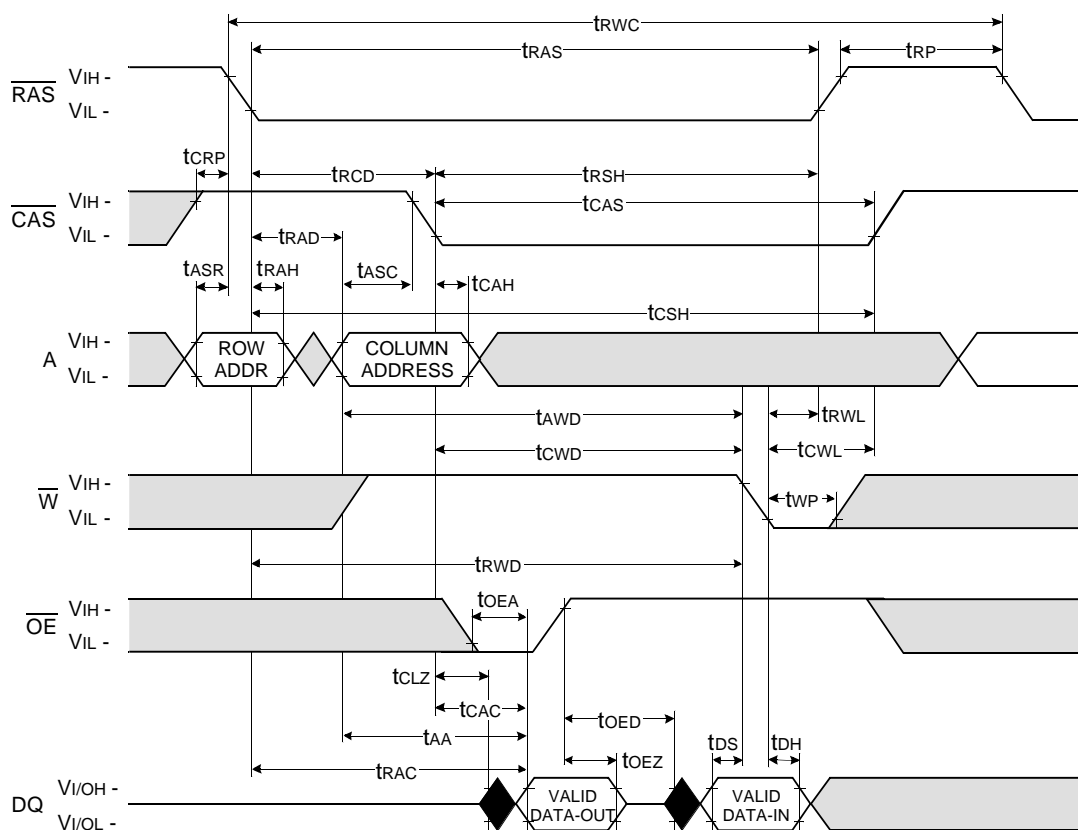 tRWC
tRAS
tRP
RAS
VIH -
VIL -
tCRP
tRCD
tRSH
CAS
VIH -
VIL -
tCAS
tRAD
tASR
tRAH
tASC
tCAH
tCSH
A
VIH -
VIL -
ROW
ADDR
COLUMN
ADDRESS
tAWD
tRWL
tCWD
tCWL
W
VIH -
VIL -
tWP
tRWD
OE
VIH -
VIL -
tOEA
tCLZ
tCAC
tOED
tAA
tOEZ
tDS
tDH
tRAC
DQ
VI/OH -
VI/OL -
VALID
DATA-OUT
VALID
DATA-IN